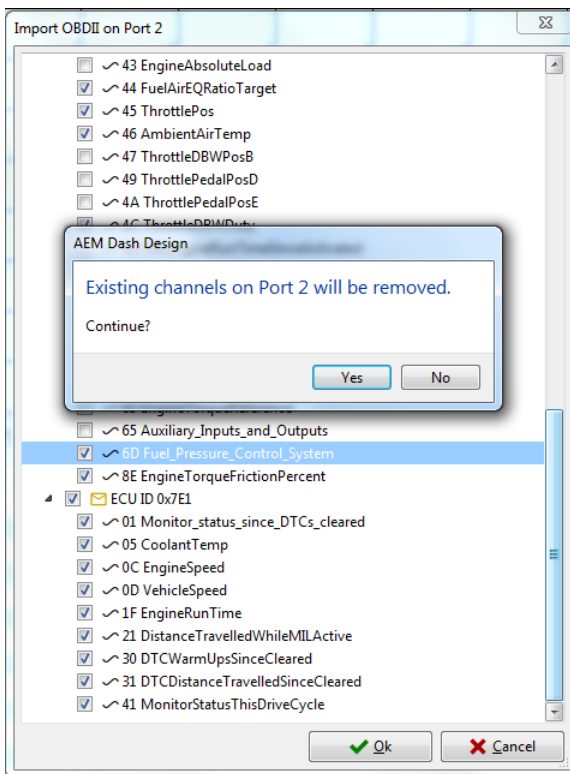 Import OBDII on Port 2
43 EngineAbsoluteLoad
44 FuelAirEQRatioTarget
45 ThrottlePos
46 AmbientAirTemp
47 ThrottleDBWPosB
49 ThrottlePedalPosD
4A ThrottlePedalPosE
4C ThrottleDBWDuty
AEM Dash Design
Existing channels on Port 2 will be removed.
Continue?
Yes
No
65 Auxiliary_Inputs_and_Outputs
6D Fuel_Pressure_Control_System
8E EngineTorqueFrictionPercent
ECU ID 0x7E1
01 Monitor_status_since_DTCs_cleared
05 CoolantTemp
0C EngineSpeed
0D VehicleSpeed
1F EngineRunTime
21 DistanceTravelledWhileMILActive
30 DTCWarmUpsSinceCleared
31 DTCDistanceTravelledSinceCleared
41 MonitorStatusThisDriveCycle
Ok
Cancel